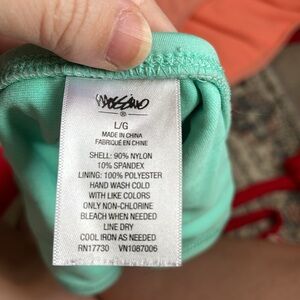 Mossimo
®
L/G
MADE IN CHINA
FABRIQUÉ EN CHINE
SHELL: 90% NYLON
10% SPANDEX
LINING: 100% POLYESTER
HAND WASH COLD
WITH LIKE COLORS
ONLY NON-CHLORINE
BLEACH WHEN NEEDED
LINE DRY
COOL IRON AS NEEDED
RN17730 VN1087006